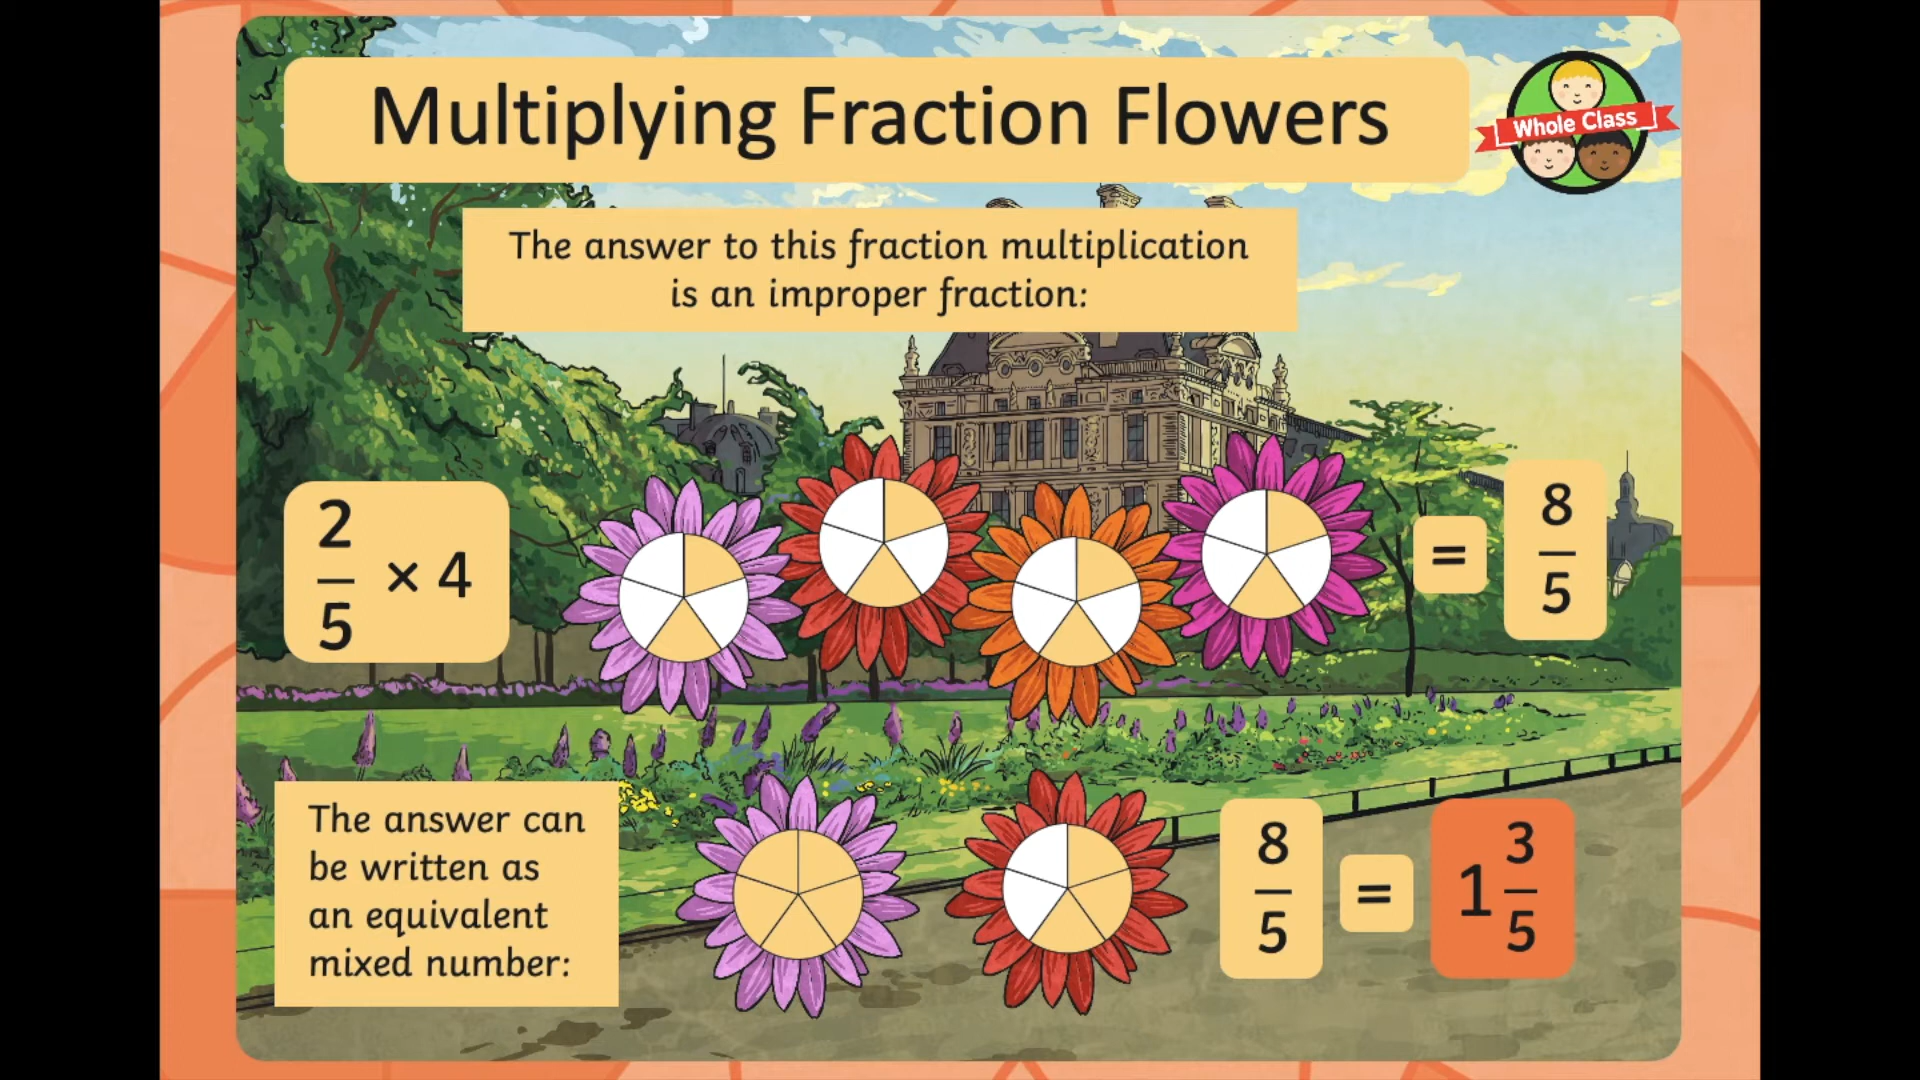 Multiplying Fraction Flowers
Whole Class
The answer to this fraction multiplication
is an improper fraction:
2/5 × 4 = 8/5
The answer can
be written as
an equivalent
mixed number:
8/5 = 1 3/5